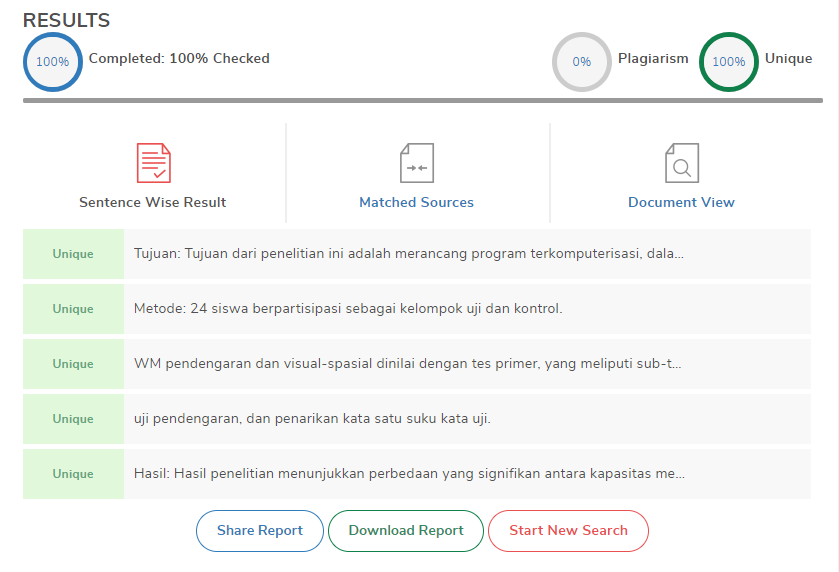 RESULTS
100% Completed: 100% Checked 0% Plagiarism 100% Unique
Sentence Wise Result Matched Sources Document View
Unique Tujuan: Tujuan dari penelitian ini adalah merancang program terkomputerisasi, dala...
Unique Metode: 24 siswa berpartisipasi sebagai kelompok uji dan kontrol.
Unique WM pendengaran dan visual-spasial dinilai dengan tes primer, yang meliputi sub-t...
Unique uji pendengaran, dan penarikan kata satu suku kata uji.
Unique Hasil: Hasil penelitian menunjukkan perbedaan yang signifikan antara kapasitas me...
Share Report Download Report Start New Search